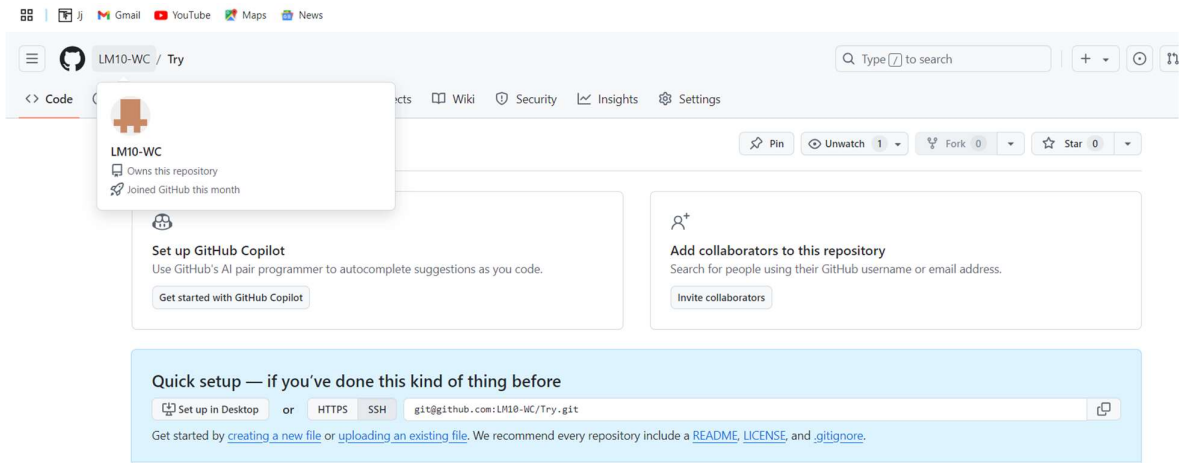 Jj Gmail YouTube Maps News
LM10-WC / Try
Type / to search
Code
Wiki Security Insights Settings
LM10-WC
Owns this repository
Joined GitHub this month
Pin Unwatch 1 Fork 0 Star 0
Set up GitHub Copilot
Use GitHub's AI pair programmer to autocomplete suggestions as you code.
Get started with GitHub Copilot
Add collaborators to this repository
Search for people using their GitHub username or email address.
Invite collaborators
Quick setup — if you've done this kind of thing before
Set up in Desktop or HTTPS SSH git@github.com:LM10-WC/Try.git
Get started by creating a new file or uploading an existing file. We recommend every repository include a README, LICENSE, and .gitignore.